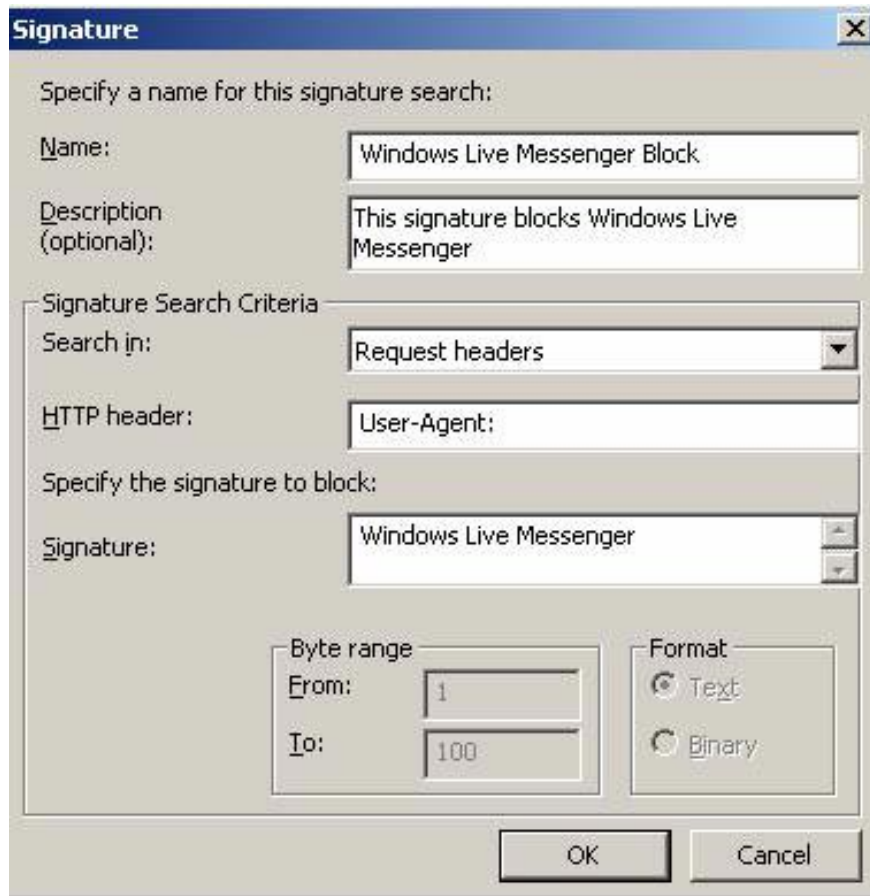 Signature
Specify a name for this signature search:
Name:
Windows Live Messenger Block
Description
(optional):
This signature blocks Windows Live
Messenger
Signature Search Criteria
Search in:
Request headers
HTTP header:
User-Agent:
Specify the signature to block:
Signature:
Windows Live Messenger
Byte range
From:
1
To:
100
Format
Text
Binary
OK
Cancel